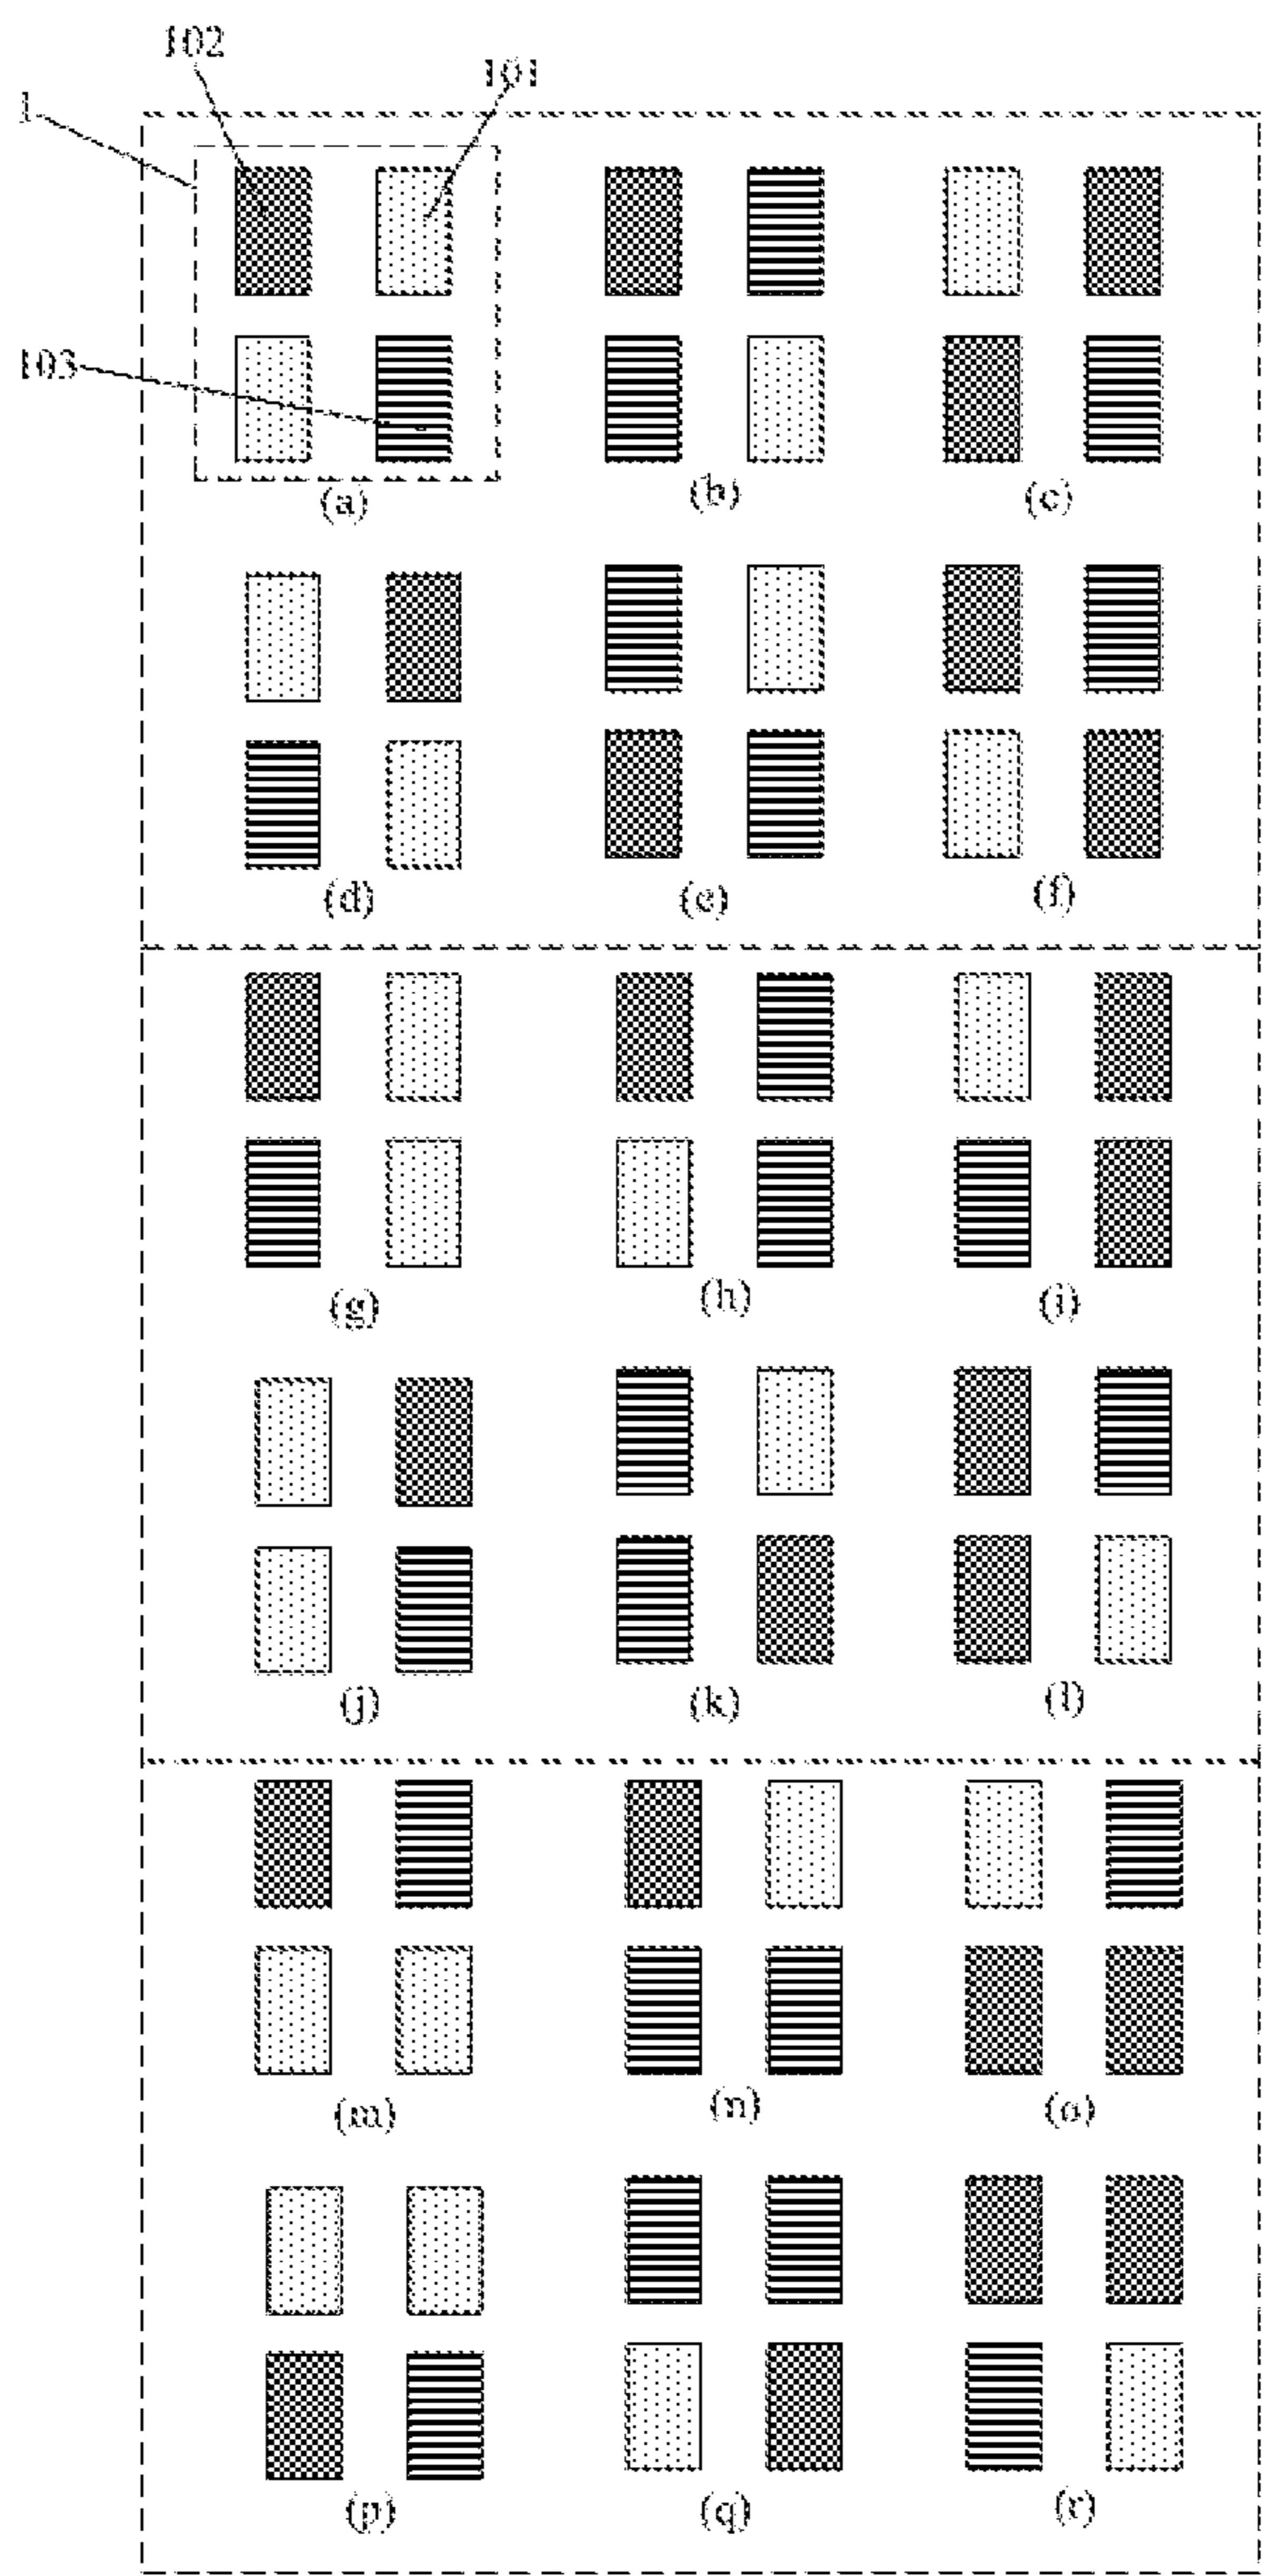 102
101
1
103
(a) (b) (c)
(d) (e) (f)
(g) (h) (i)
(j) (k) (l)
(m) (n) (o)
(p) (q) (r)